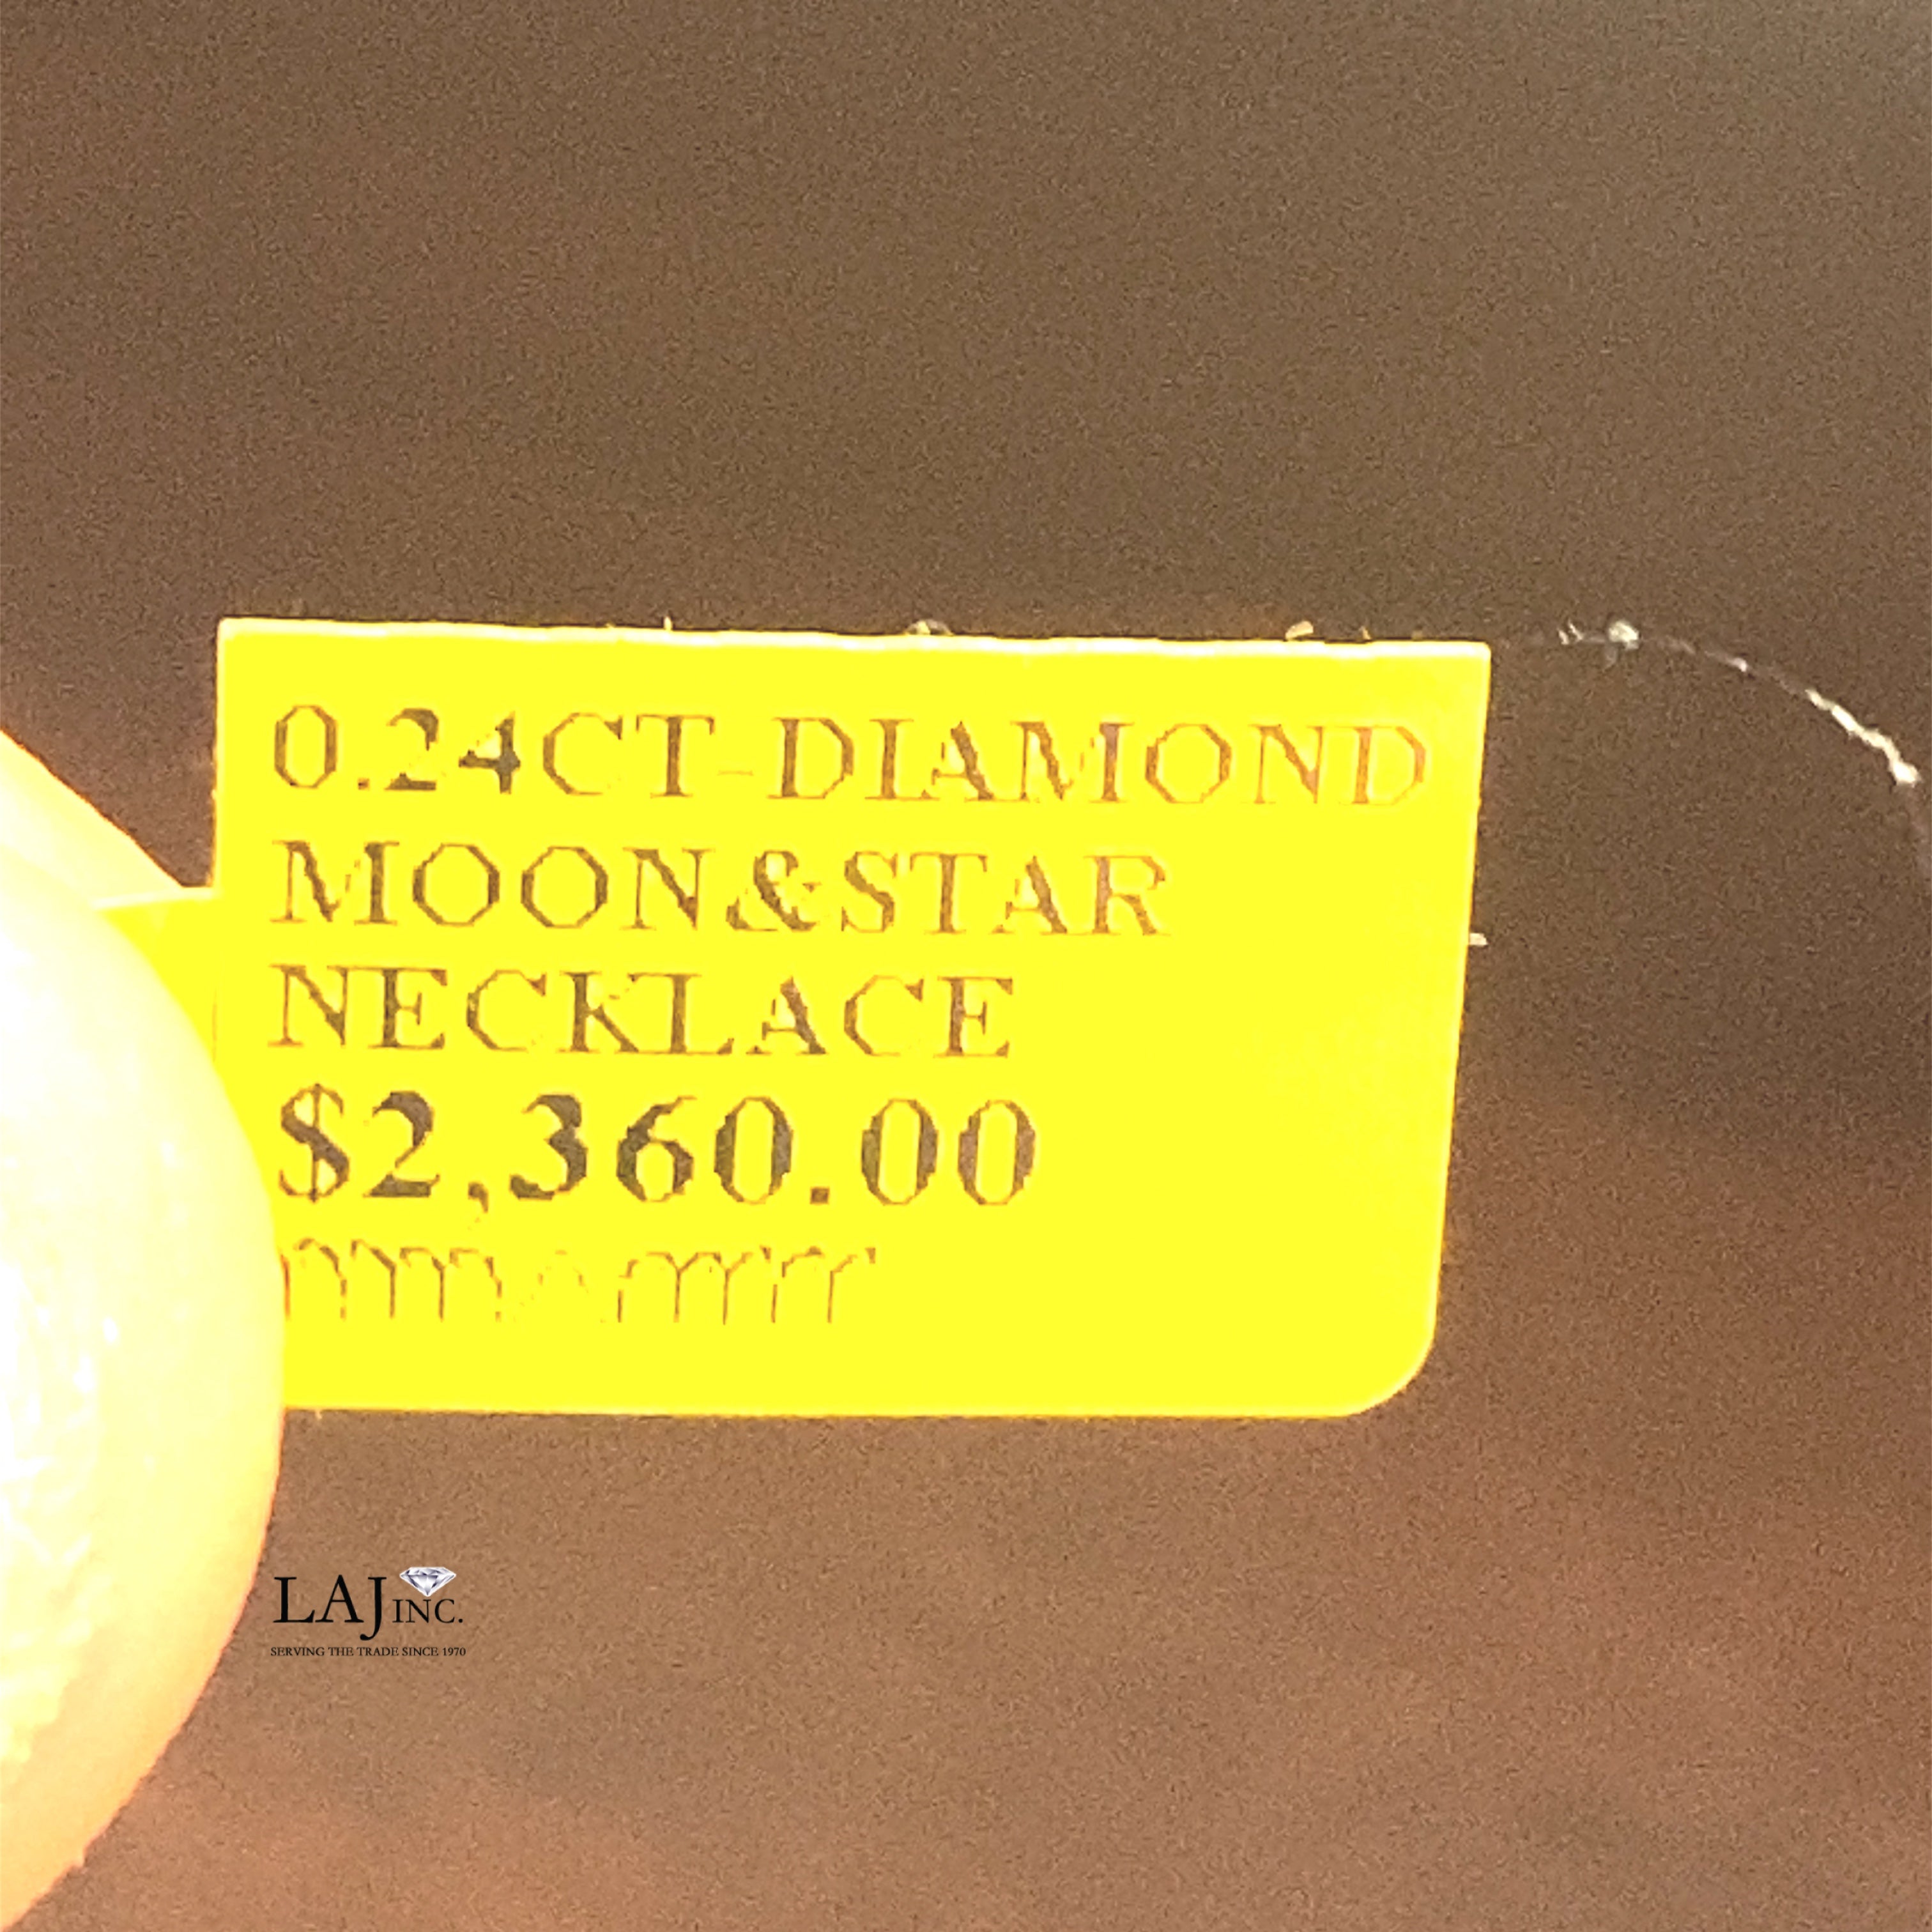 0.24CT-DIAMOND
MOON&STAR
NECKLACE
$2,360.00
LAJ INC.
SERVING THE TRADE SINCE 1970